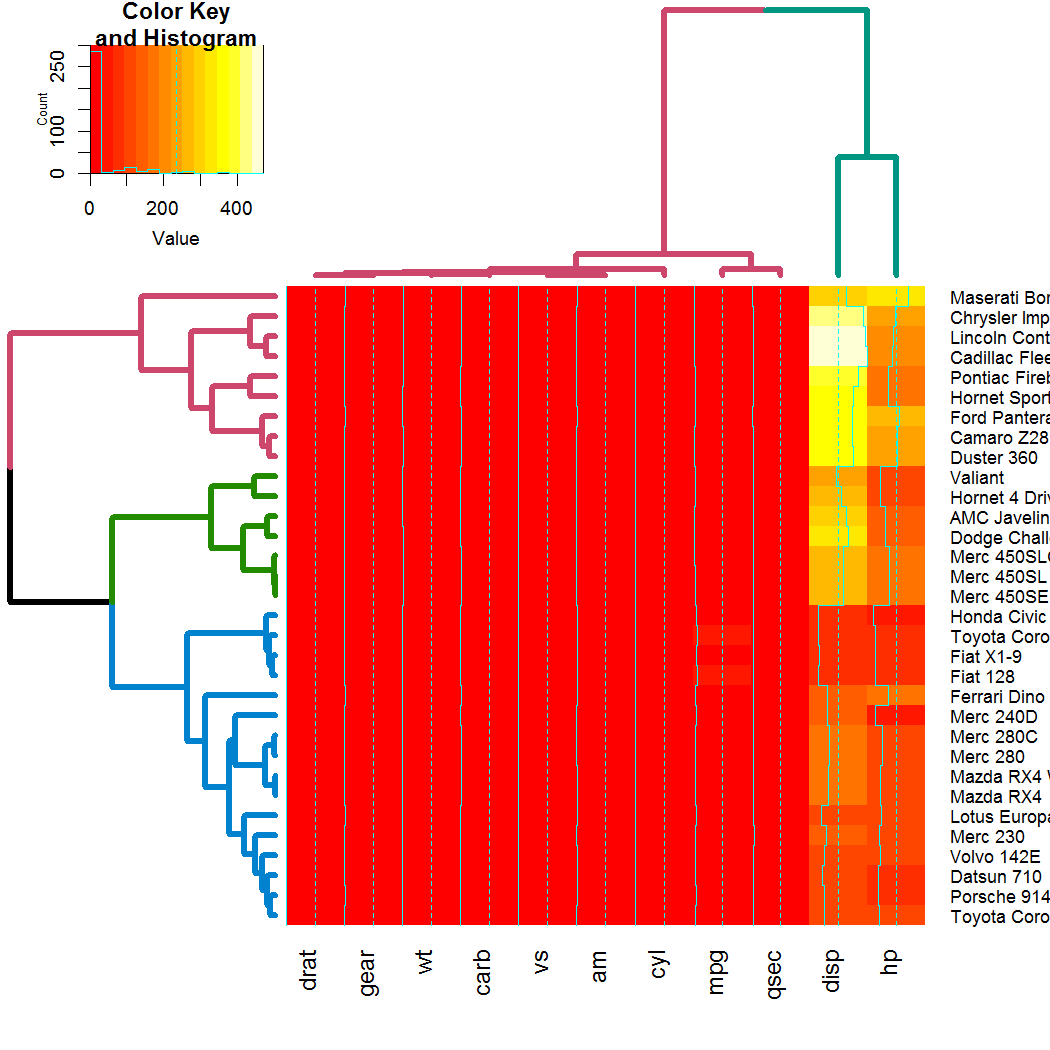 Color Key
and Histogram
Count
0
100
250
0 200 400
Value
Maserati Bor
Chrysler Imp
Lincoln Cont
Cadillac Flee
Pontiac Fireb
Hornet Sport
Ford Pantera
Camaro Z28
Duster 360
Valiant
Hornet 4 Driv
AMC Javelin
Dodge Chall
Merc 450SLC
Merc 450SL
Merc 450SE
Honda Civic
Toyota Coro
Fiat X1-9
Fiat 128
Ferrari Dino
Merc 240D
Merc 280C
Merc 280
Mazda RX4 W
Mazda RX4
Lotus Europa
Merc 230
Volvo 142E
Datsun 710
Porsche 914
Toyota Coro
drat gear wt carb vs am cyl mpg qsec disp hp